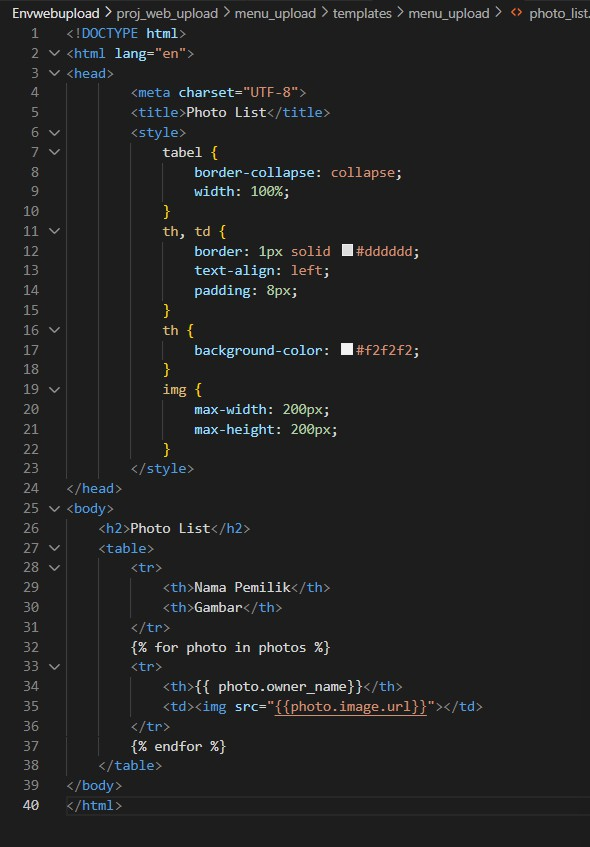 Envwebupload > proj_web_upload > menu_upload > templates > menu_upload > <> photo_list.
1 <!DOCTYPE html>
2 <html lang="en">
3 <head>
4 <meta charset="UTF-8">
5 <title>Photo List</title>
6 <style>
7 tabel {
8 border-collapse: collapse;
9 width: 100%;
10 }
11 th, td {
12 border: 1px solid #dddddd;
13 text-align: left;
14 padding: 8px;
15 }
16 th {
17 background-color: #f2f2f2;
18 }
19 img {
20 max-width: 200px;
21 max-height: 200px;
22 }
23 </style>
24 </head>
25 <body>
26 <h2>Photo List</h2>
27 <table>
28 <tr>
29 <th>Nama Pemilik</th>
30 <th>Gambar</th>
31 </tr>
32 {% for photo in photos %}
33 <tr>
34 <th>{{ photo.owner_name}}</th>
35 <td><img src="{{photo.image.url}}"></td>
36 </tr>
37 {% endfor %}
38 </table>
39 </body>
40 </html>